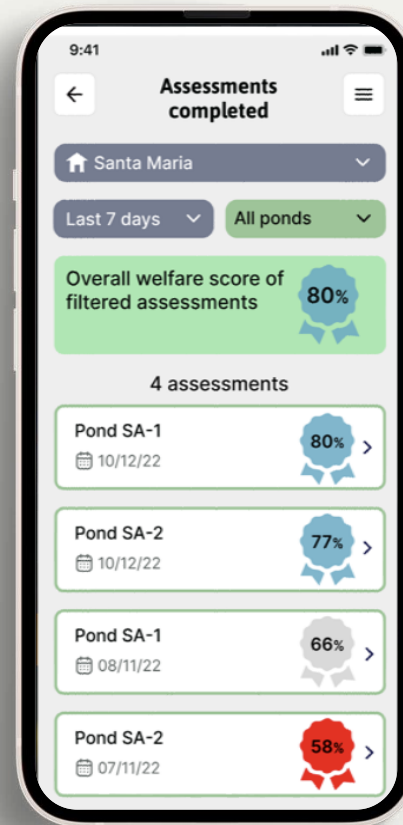 9:41
Assessments
completed
Santa Maria
Last 7 days
All ponds
Overall welfare score of
filtered assessments
80%
4 assessments
Pond SA-1
10/12/22
80%
Pond SA-2
10/12/22
77%
Pond SA-1
08/11/22
66%
Pond SA-2
07/11/22
58%